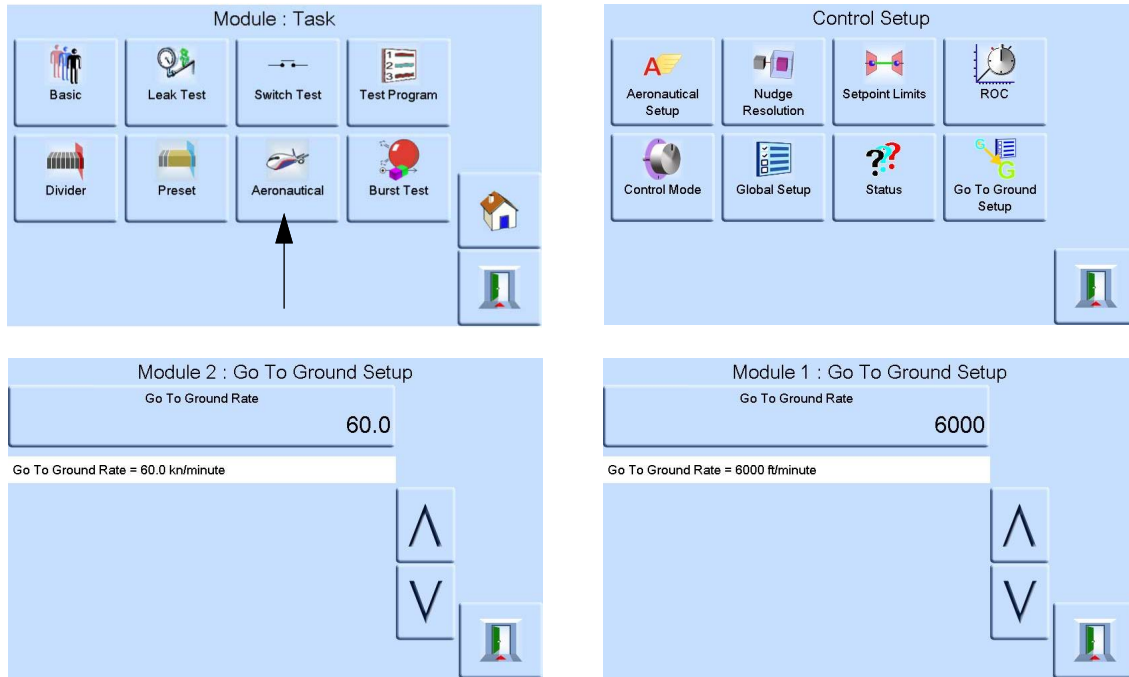 Module : Task
Basic
Leak Test
Switch Test
1
2
3
Test Program
Divider
Preset
Aeronautical
Burst Test
Control Setup
A
Aeronautical
Setup
Nudge
Resolution
Setpoint Limits
ROC
Control Mode
Global Setup
???
Status
G
G
Go To Ground
Setup
Module 2 : Go To Ground Setup
Go To Ground Rate
60.0
Go To Ground Rate = 60.0 kn/minute
Module 1 : Go To Ground Setup
Go To Ground Rate
6000
Go To Ground Rate = 6000 ft/minute